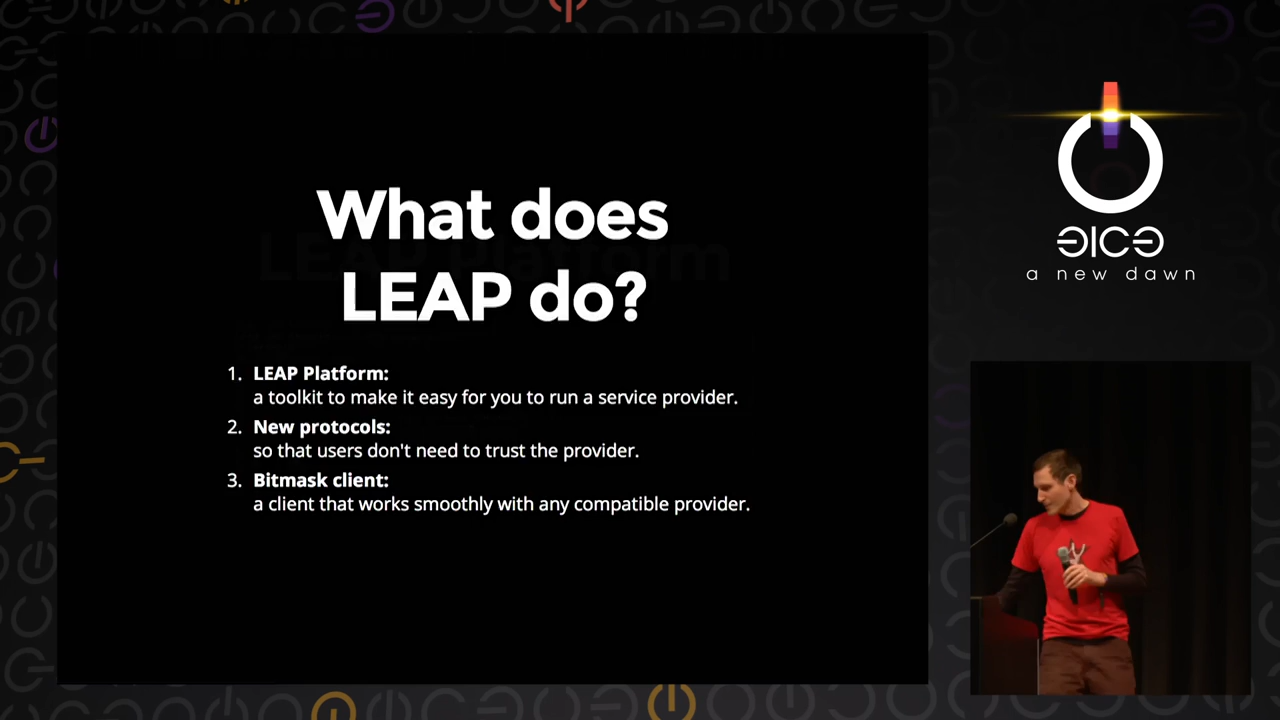 What does
LEAP do?
1. LEAP Platform:
a toolkit to make it easy for you to run a service provider.
2. New protocols:
so that users don't need to trust the provider.
3. Bitmask client:
a client that works smoothly with any compatible provider.
a new dawn
LEAP Platform